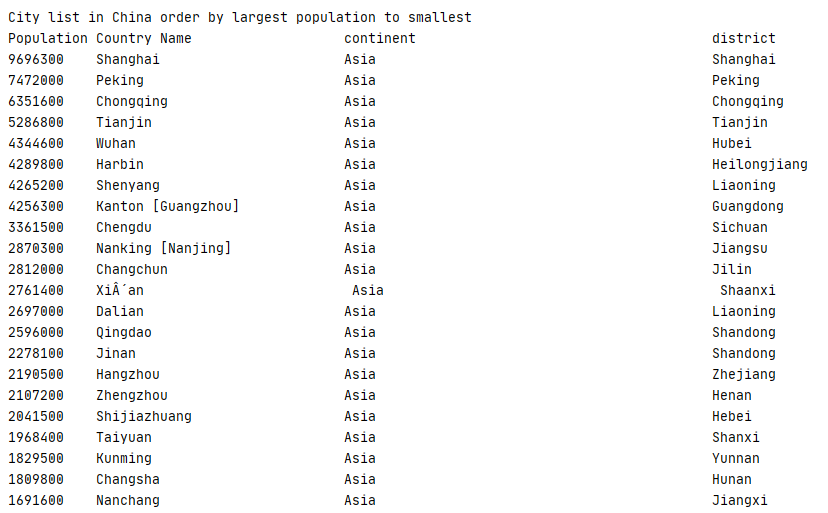 City list in China order by largest population to smallest
Population Country Name                   continent                                     district
9696300    Shanghai                       Asia                                          Shanghai
7472000    Peking                         Asia                                          Peking
6351600    Chongqing                      Asia                                          Chongqing
5286800    Tianjin                        Asia                                          Tianjin
4344600    Wuhan                          Asia                                          Hubei
4289800    Harbin                         Asia                                          Heilongjiang
4265200    Shenyang                       Asia                                          Liaoning
4256300    Kanton [Guangzhou]             Asia                                          Guangdong
3361500    Chengdu                        Asia                                          Sichuan
2870300    Nanking [Nanjing]              Asia                                          Jiangsu
2812000    Changchun                      Asia                                          Jilin
2761400    XiÂ´an                          Asia                                          Shaanxi
2697000    Dalian                         Asia                                          Liaoning
2596000    Qingdao                        Asia                                          Shandong
2278100    Jinan                          Asia                                          Shandong
2190500    Hangzhou                       Asia                                          Zhejiang
2107200    Zhengzhou                      Asia                                          Henan
2041500    Shijiazhuang                   Asia                                          Hebei
1968400    Taiyuan                        Asia                                          Shanxi
1829500    Kunming                        Asia                                          Yunnan
1809800    Changsha                       Asia                                          Hunan
1691600    Nanchang                       Asia                                          Jiangxi